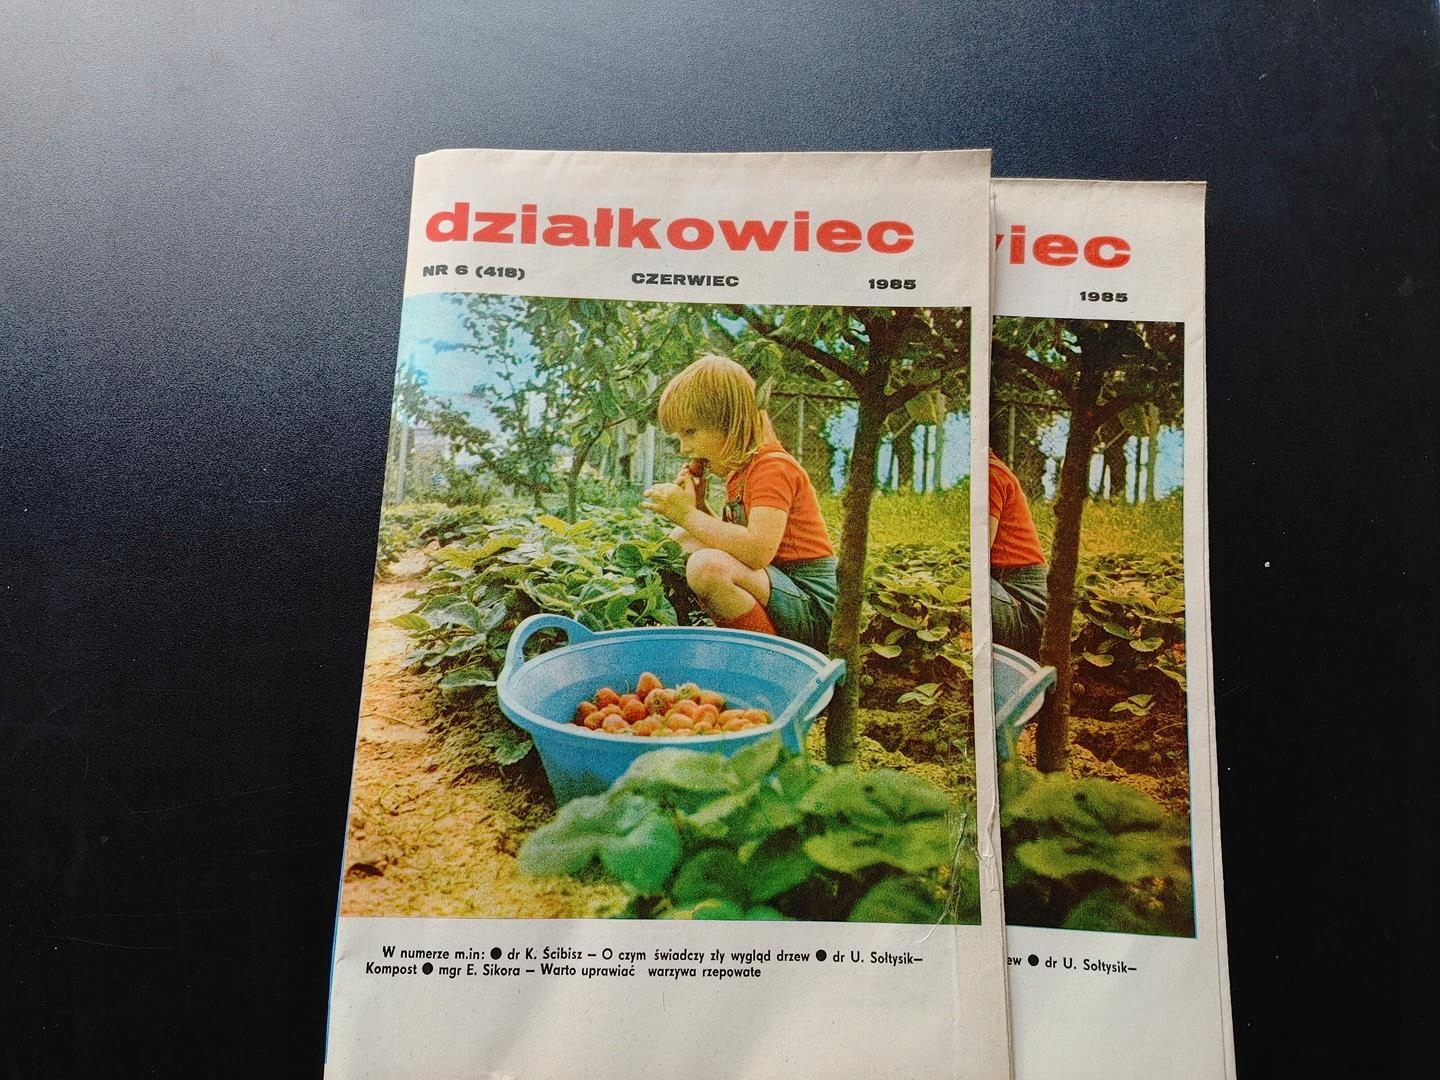 działkowiec
NR 6 (418) CZERWIEC 1985
W numerze m.in: ● dr K. Ścibisz – O czym świadczy zły wygląd drzew ● dr U. Sołtysik–
Kompost ● mgr E. Sikora – Warto uprawiać warzywa rzepowate
iec
1985
ew ● dr U. Sołtysik–